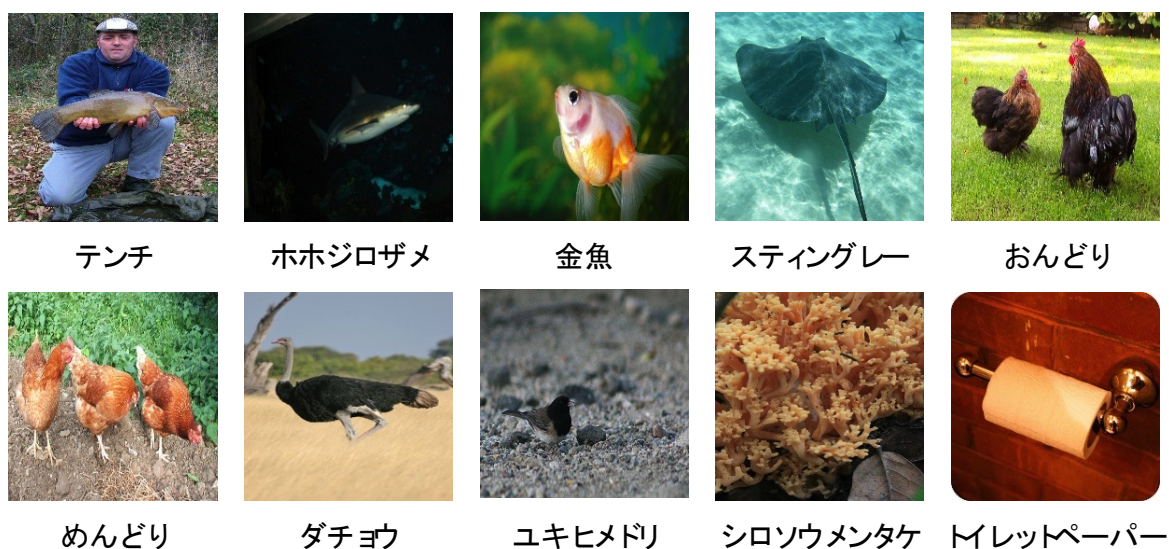 テンチ
ホホジロザメ
金魚
スティングレー
おんどり
めんどり
ダチョウ
ユキヒメドリ
シロソウメンタケ
トイレットペーパー